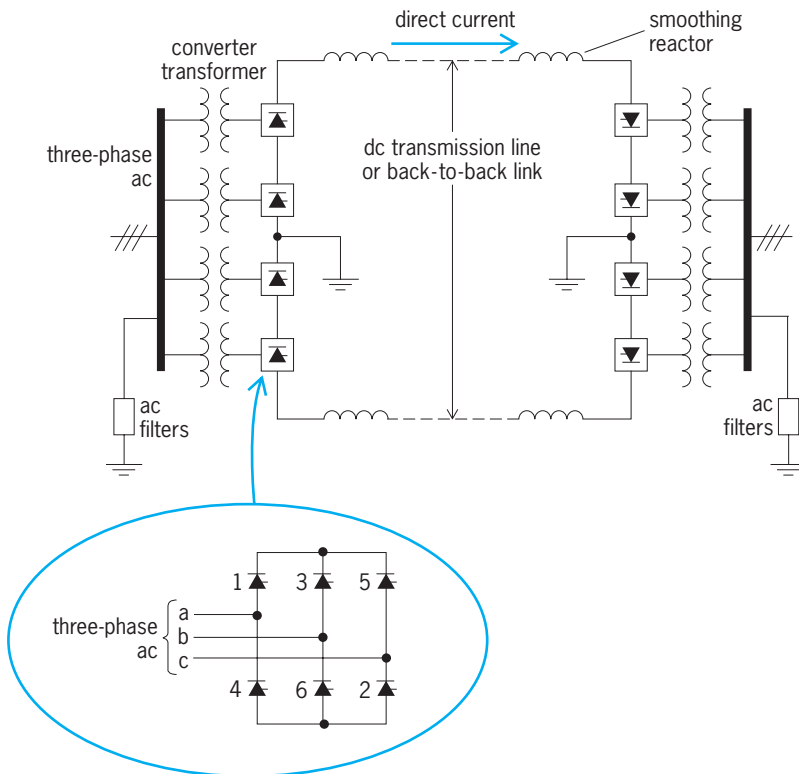 direct current
smoothing
reactor
converter
transformer
three-phase
ac
dc transmission line
or back-to-back link
ac
filters
ac
filters
1 3 5
three-phase
ac
a
b
c
4 6 2